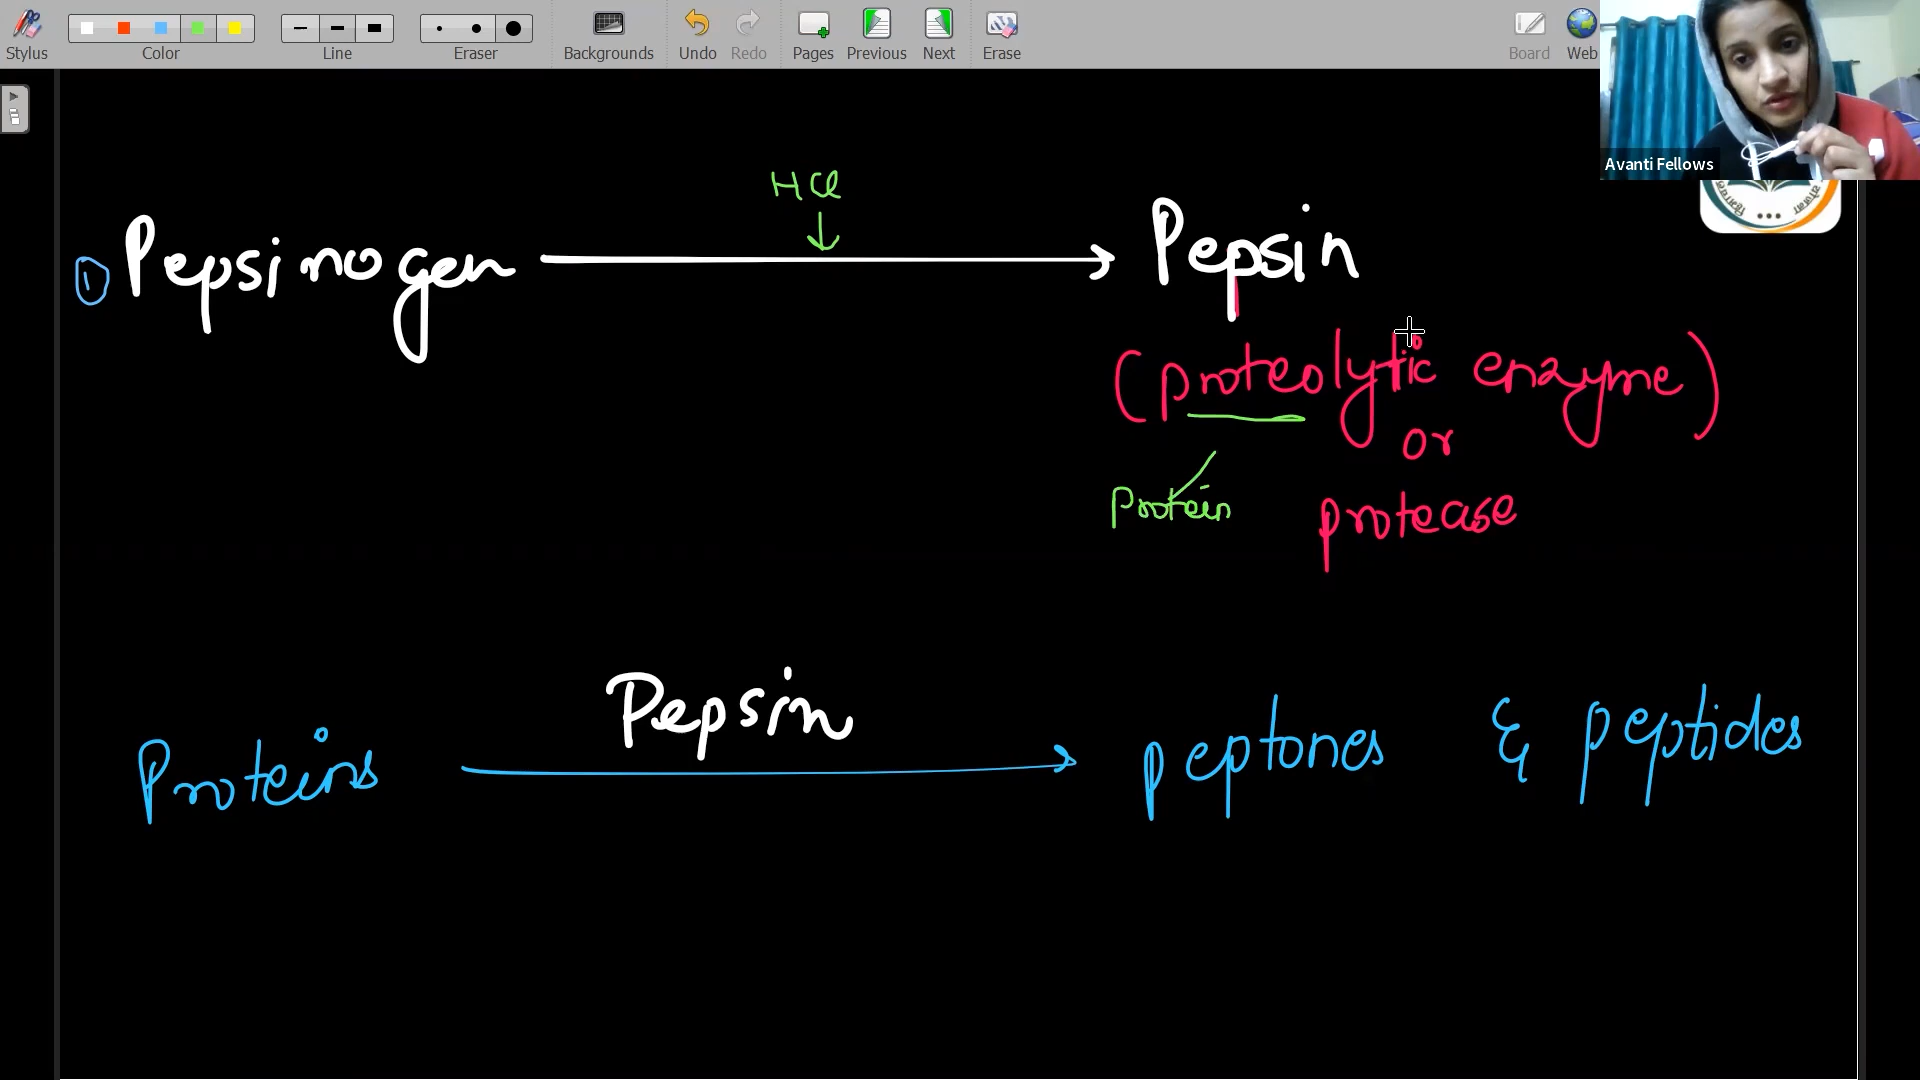 Stylus Color Line Eraser Backgrounds Undo Redo Pages Previous Next Erase Board Web
Avanti Fellows
HCl
① Pepsinogen → Pepsin
(proteolytic enzyme)
or
Protein protease
Pepsin
Proteins → peptones & peptides